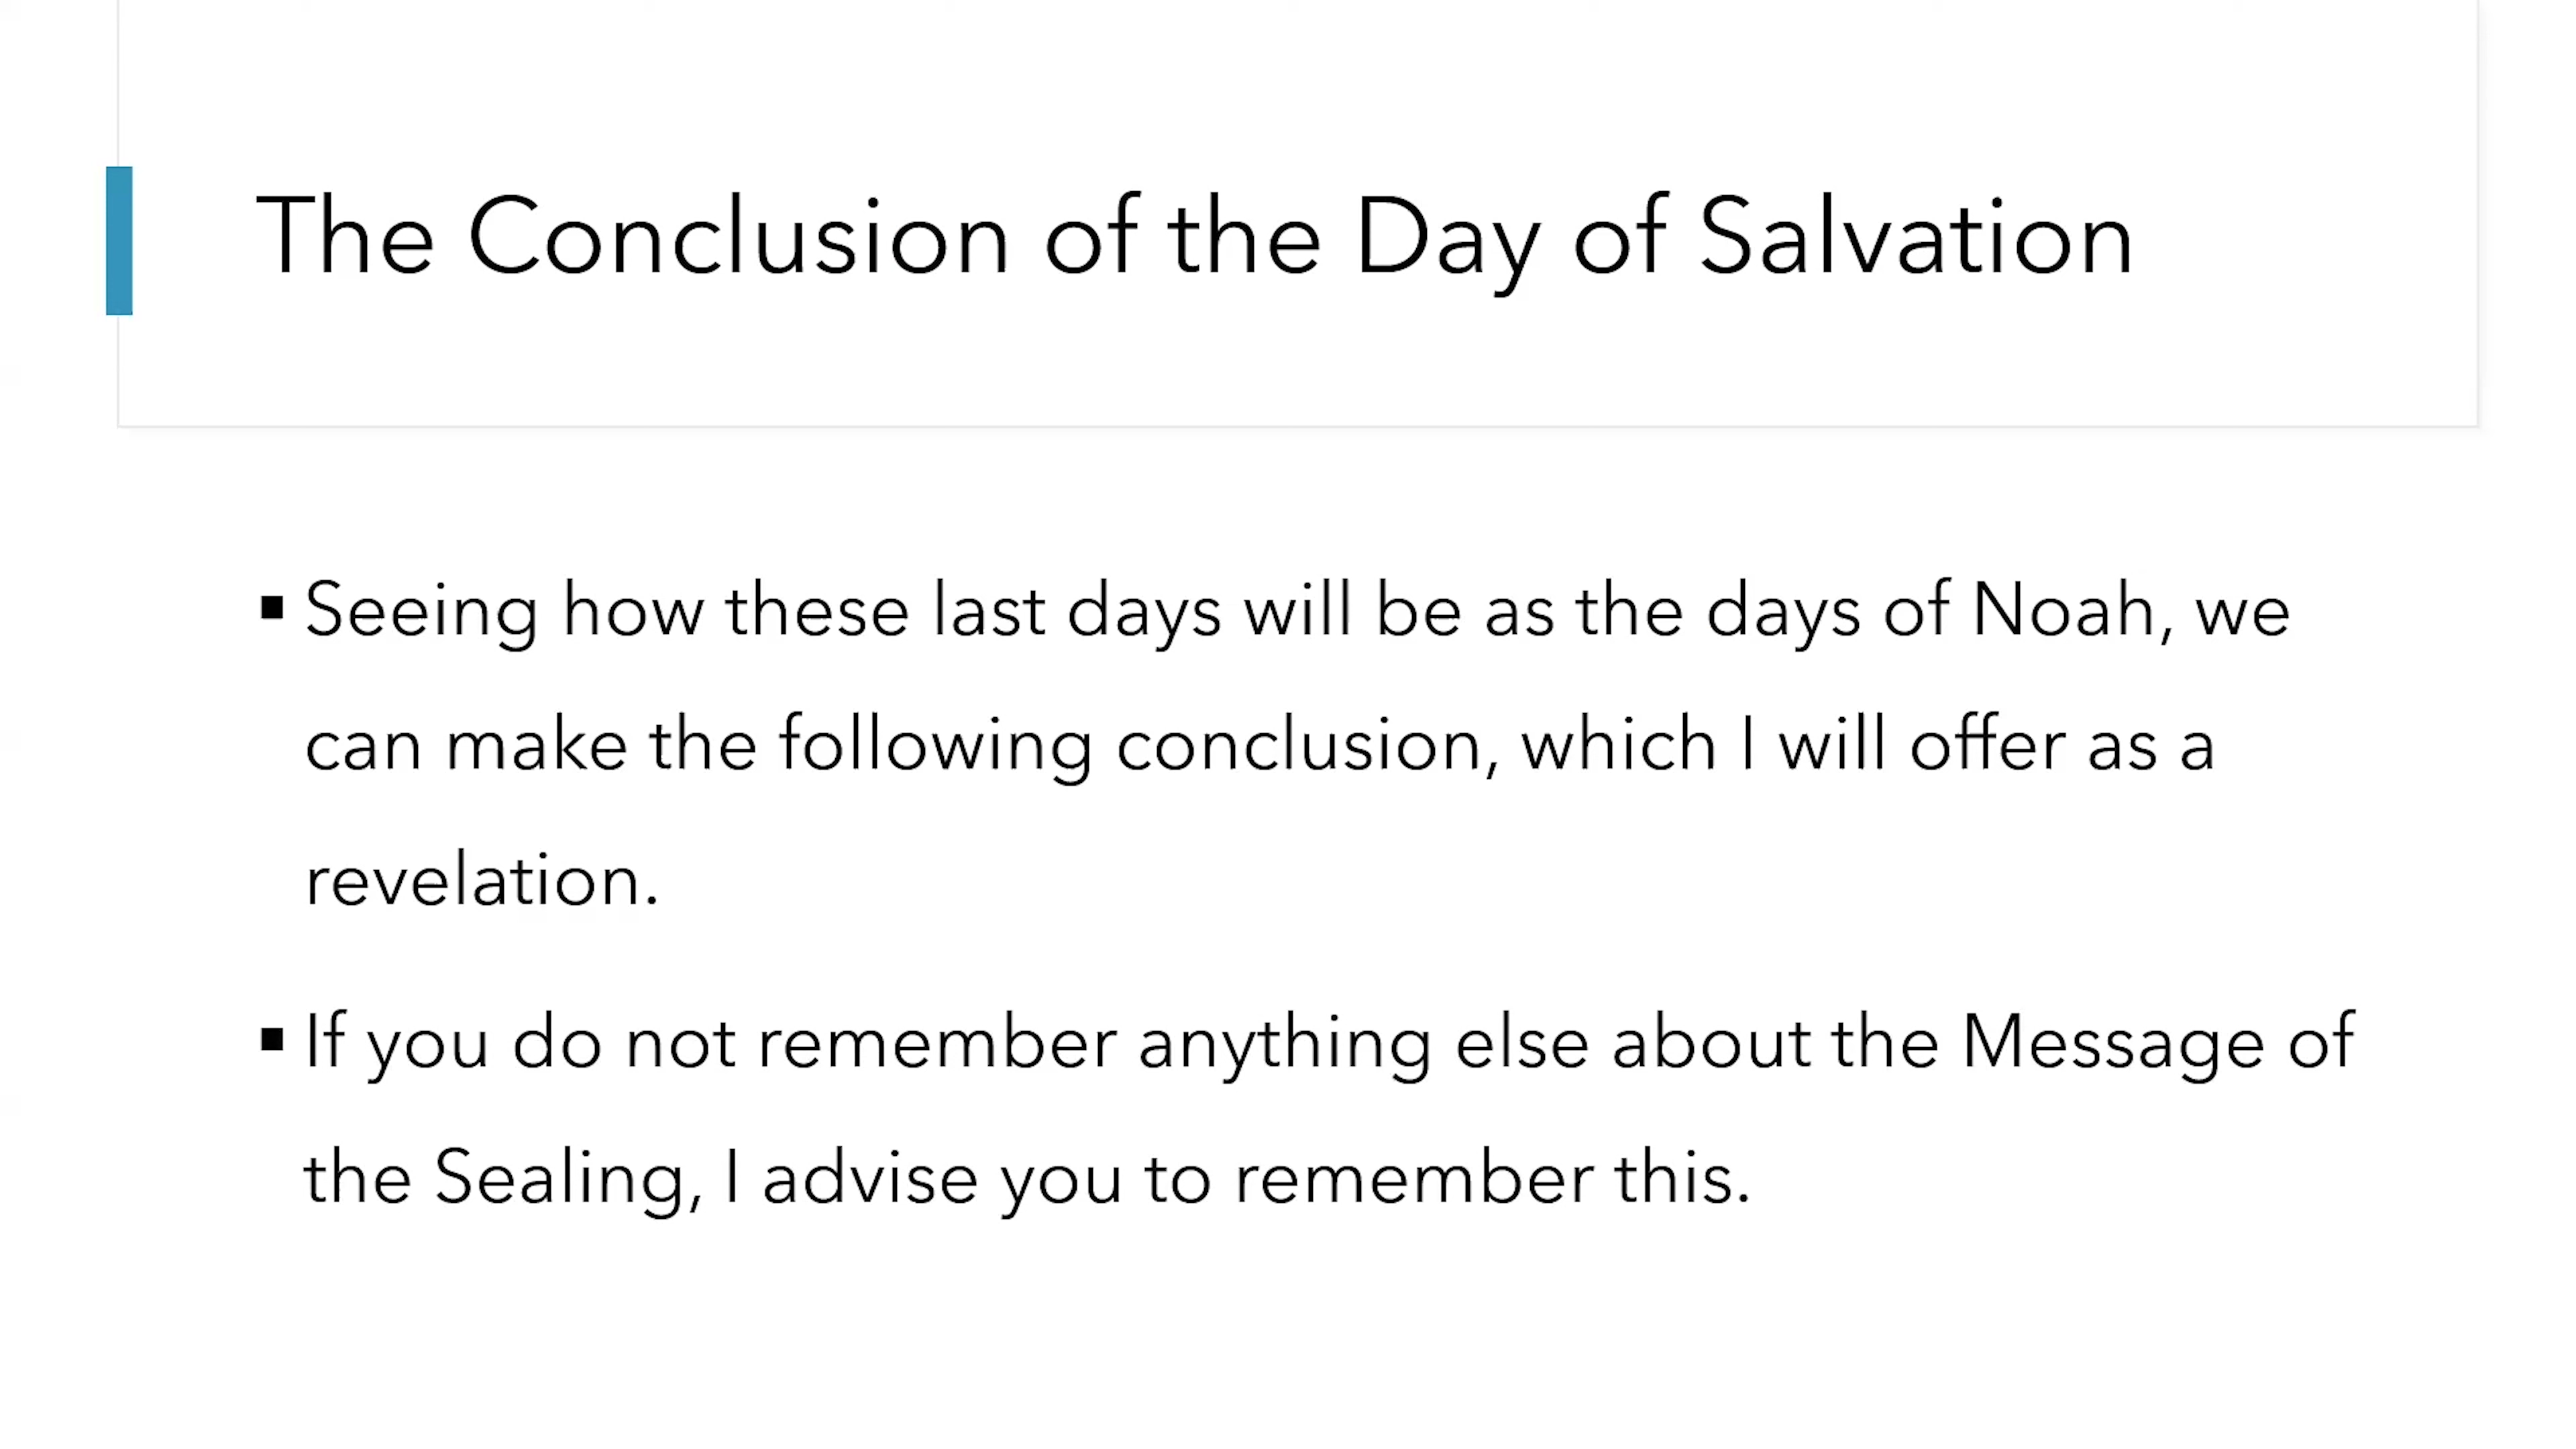 The Conclusion of the Day of Salvation
▪ Seeing how these last days will be as the days of Noah, we
can make the following conclusion, which I will offer as a
revelation.
▪ If you do not remember anything else about the Message of
the Sealing, I advise you to remember this.